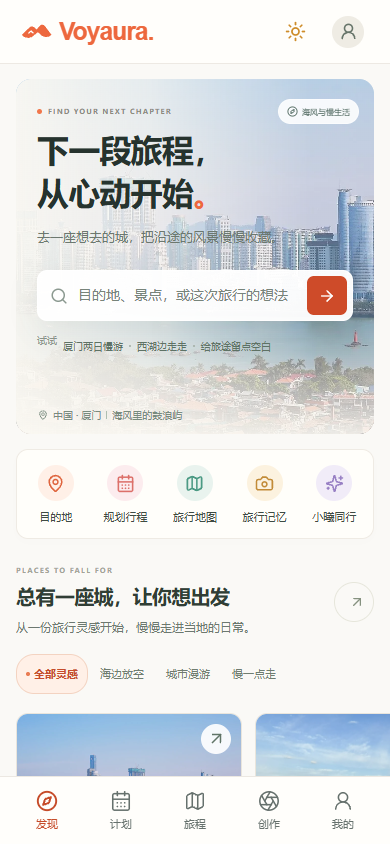 Voyaura.
FIND YOUR NEXT CHAPTER
海风与慢生活
下一段旅程，
从心动开始。
去一座想去的城，把沿途的风景慢慢收藏。
目的地、景点，或这次旅行的想法
试试
厦门两日慢游 · 西湖边走走 · 给旅途留点空白
中国 · 厦门 | 海风里的鼓浪屿
目的地
规划行程
旅行地图
旅行记忆
小曦同行
PLACES TO FALL FOR
总有一座城，让你想出发
从一份旅行灵感开始，慢慢走进当地的日常。
全部灵感
海边放空
城市漫游
慢一点走
发现
计划
旅程
创作
我的